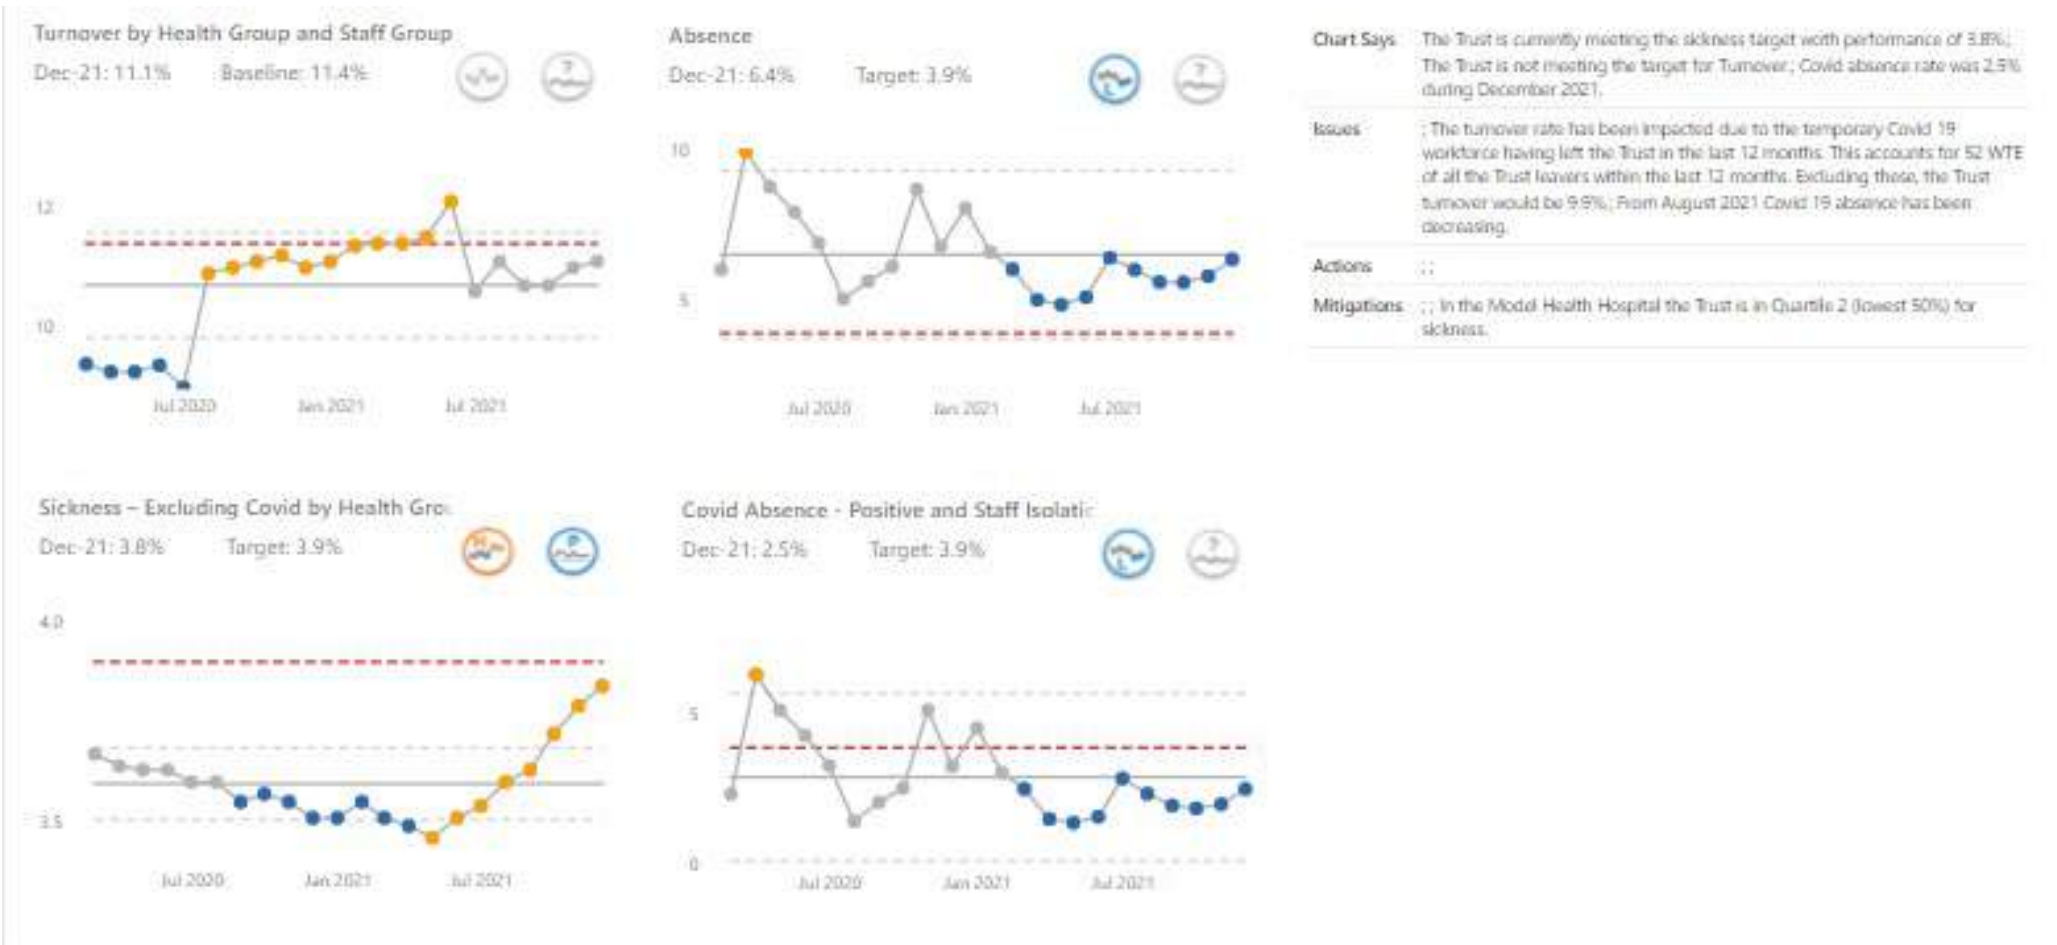 Turnover by Health Group and Staff Group
Dec-21: 11.1% Baseline: 11.4%
?
12
10
Jul 2020 Jan 2021 Jul 2021
Absence
Dec-21: 6.4% Target: 3.9%
L ?
10
5
Jul 2020 Jan 2021 Jul 2021
Chart Says The Trust is currently meeting the sickness target worth performance of 3.8%.;
The Trust is not meeting the target for Turnover.; Covid absence rate was 2.5%
during December 2021.
Issues ; The turnover rate has been impacted due to the temporary Covid 19
workforce having left the Trust in the last 12 months. This accounts for 52 WTE
of all the Trust leavers within the last 12 months. Excluding these, the Trust
turnover would be 9.9%.; From August 2021 Covid 19 absence has been
decreasing.
Actions ; ;
Mitigations ; ; In the Model Health Hospital the Trust is in Quartile 2 (lowest 50%) for
sickness.
Sickness – Excluding Covid by Health Gro
Dec-21: 3.8% Target: 3.9%
H P
4.0
3.5
Jul 2020 Jan 2021 Jul 2021
Covid Absence - Positive and Staff Isolati
Dec-21: 2.5% Target: 3.9%
L ?
5
0
Jul 2020 Jan 2021 Jul 2021